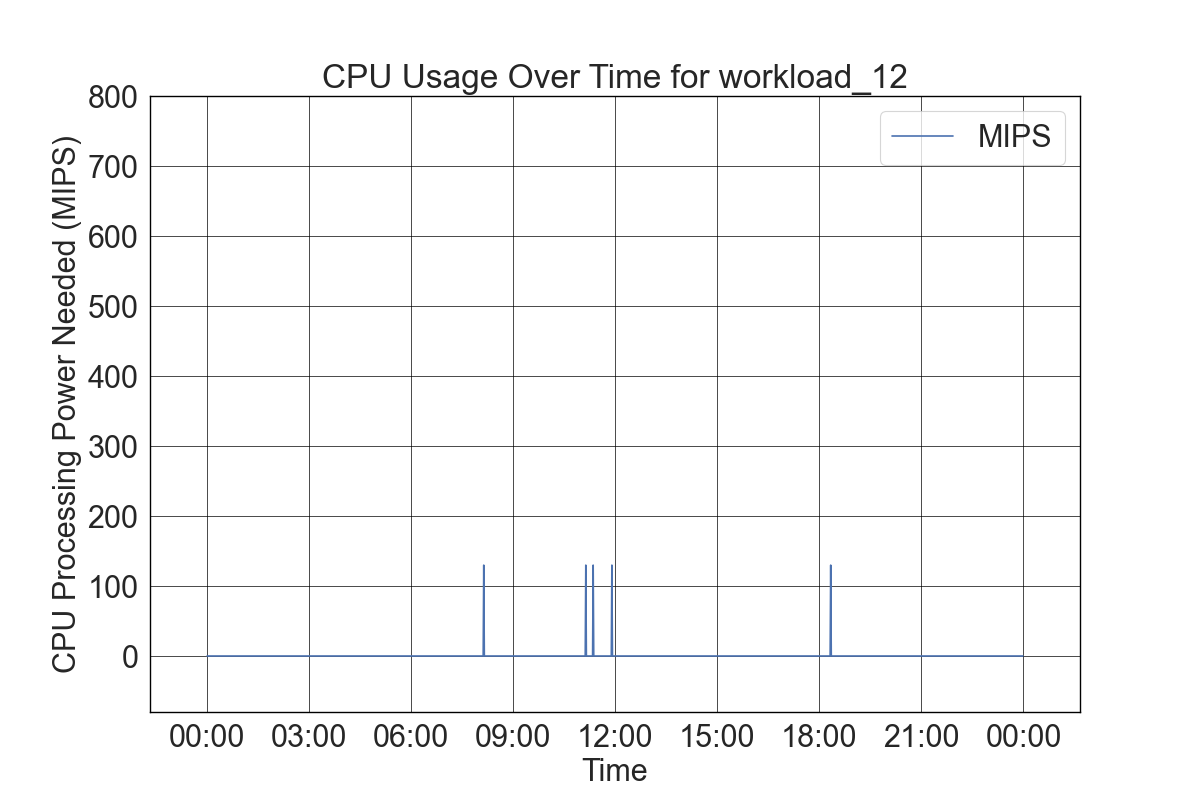 CPU Usage Over Time for workload_12
CPU Processing Power Needed (MIPS)
800
700
600
500
400
300
200
100
0
MIPS
00:00 03:00 06:00 09:00 12:00 15:00 18:00 21:00 00:00
Time